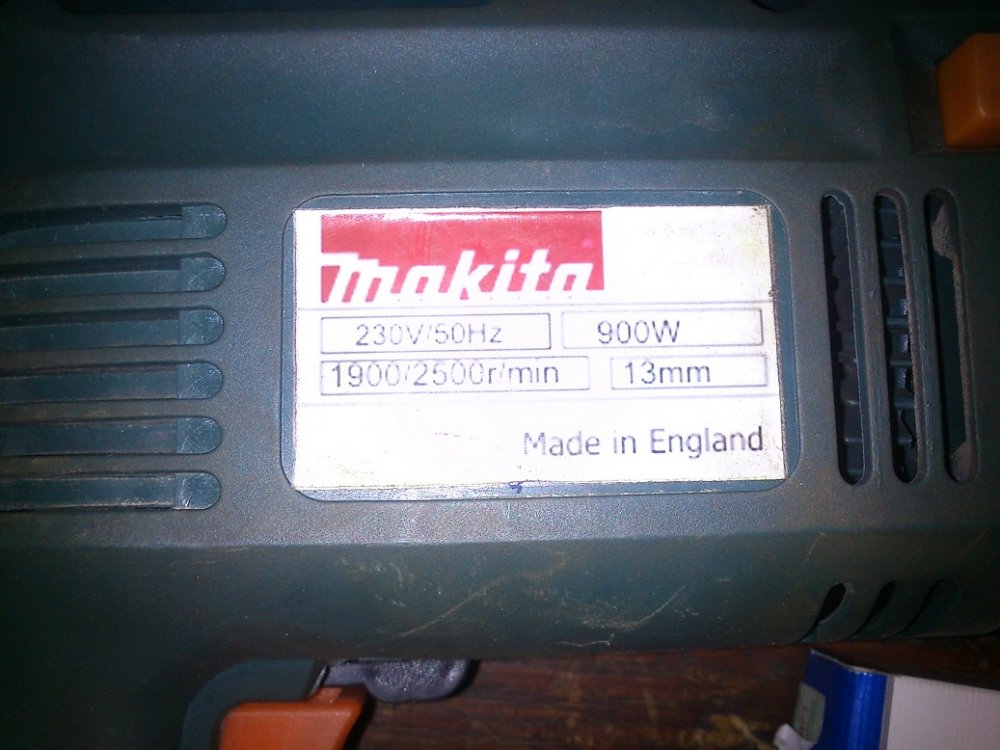 makita
230V/50Hz 900W
1900/2500r/min 13mm
Made in England